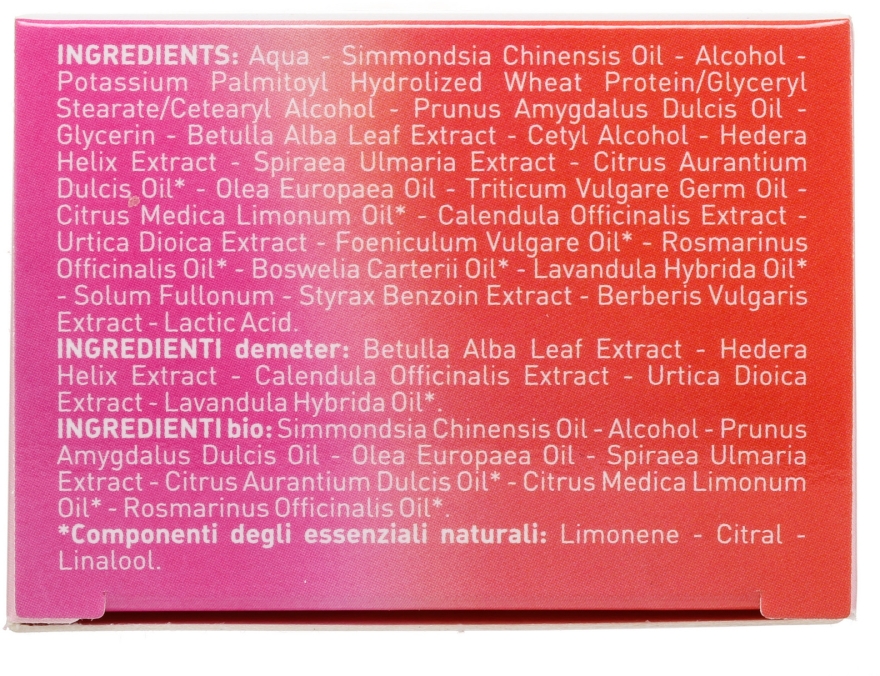 INGREDIENTS: Aqua - Simmondsia Chinensis Oil - Alcohol -
Potassium Palmitoyl Hydrolized Wheat Protein/Glyceryl
Stearate/Cetearyl Alcohol - Prunus Amygdalus Dulcis Oil -
Glycerin - Betulla Alba Leaf Extract - Cetyl Alcohol - Hedera
Helix Extract - Spiraea Ulmaria Extract - Citrus Aurantium
Dulcis Oil* - Olea Europaea Oil - Triticum Vulgare Germ Oil -
Citrus Medica Limonum Oil* - Calendula Officinalis Extract -
Urtica Dioica Extract - Foeniculum Vulgare Oil* - Rosmarinus
Officinalis Oil* - Boswelia Carterii Oil* - Lavandula Hybrida Oil*
- Solum Fullonum - Styrax Benzoin Extract - Berberis Vulgaris
Extract - Lactic Acid.
INGREDIENTI demeter: Betulla Alba Leaf Extract - Hedera
Helix Extract - Calendula Officinalis Extract - Urtica Dioica
Extract - Lavandula Hybrida Oil*.
INGREDIENTI bio: Simmondsia Chinensis Oil - Alcohol - Prunus
Amygdalus Dulcis Oil - Olea Europaea Oil - Spiraea Ulmaria
Extract - Citrus Aurantium Dulcis Oil* - Citrus Medica Limonum
Oil* - Rosmarinus Officinalis Oil*.
*Componenti degli essenziali naturali: Limonene - Citral -
Linalool.